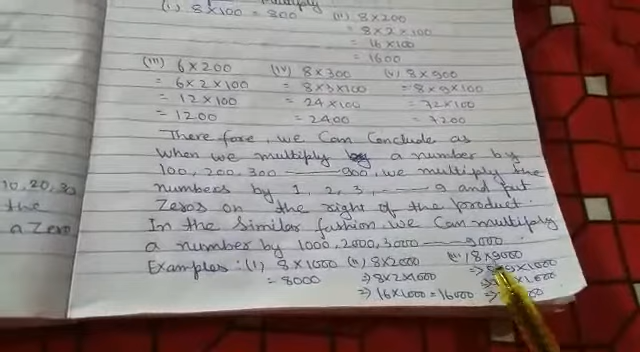 Multiply
(i) 8×100 = 800 (ii) 8×200
= 8×2×100
= 16×100
= 1600
(iii) 6×200 (iv) 8×300 (v) 8×900
= 6×2×100 = 8×3×100 = 8×9×100
= 12×100 = 24×100 = 72×100
= 1200 = 2400 = 7200
There fore, we Can Conclude as
When we multiply a number by
100, 200, 300 ------ 900, we multiply the
numbers by 1, 2, 3, ------ 9 and put
Zeros on the right of the product.
In the Similar fashion we Can multiply
a number by 1000, 2000, 3000 ------ 9000.
Examples: (i) 8×1000 (ii) 8×2000 (iii) 8×9000
= 8000 ⇒ 8×2×1000 ⇒ 8×9×1000
⇒ 16×1000 = 16000
10, 20, 30
the
a Zero